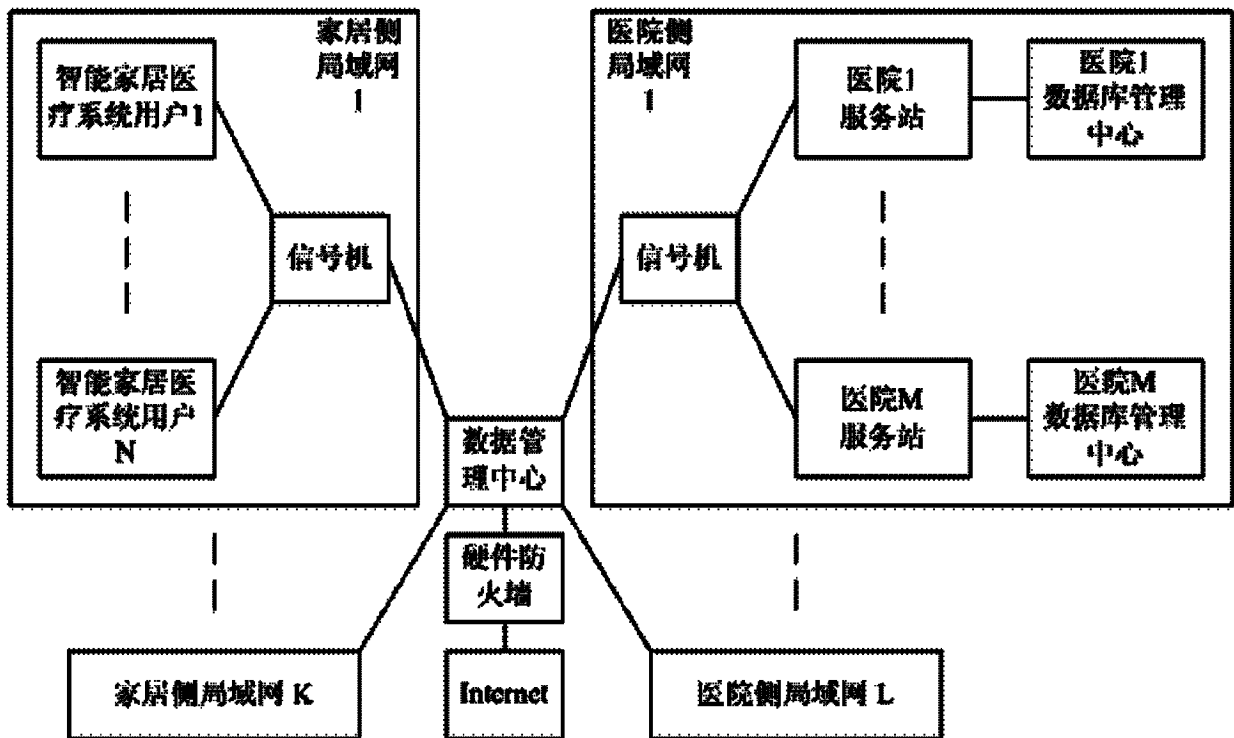 家居侧
局域网
1
智能家居医
疗系统用户1
信号机
智能家居医
疗系统用户
N
医院侧
局域网
1
医院1
服务站
医院1
数据库管理
中心
信号机
医院M
服务站
医院M
数据库管理
中心
数据管
理中心
硬件防
火墙
Internet
家居侧局域网 K
医院侧局域网 L